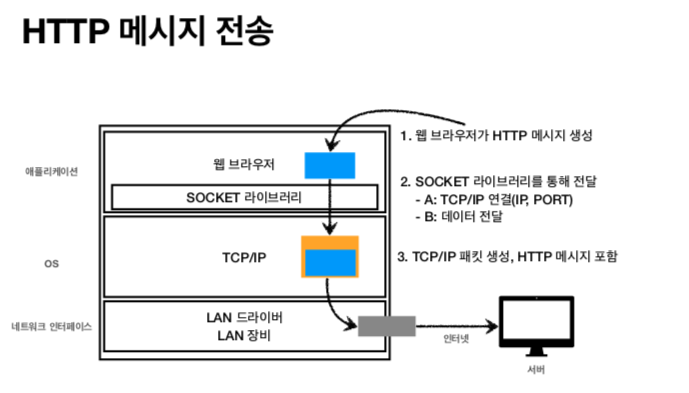 HTTP 메시지 전송
1. 웹 브라우저가 HTTP 메시지 생성
애플리케이션
웹 브라우저
SOCKET 라이브러리
2. SOCKET 라이브러리를 통해 전달
- A: TCP/IP 연결(IP, PORT)
- B: 데이터 전달
OS
TCP/IP
3. TCP/IP 패킷 생성, HTTP 메시지 포함
네트워크 인터페이스
LAN 드라이버
LAN 장비
인터넷
서버